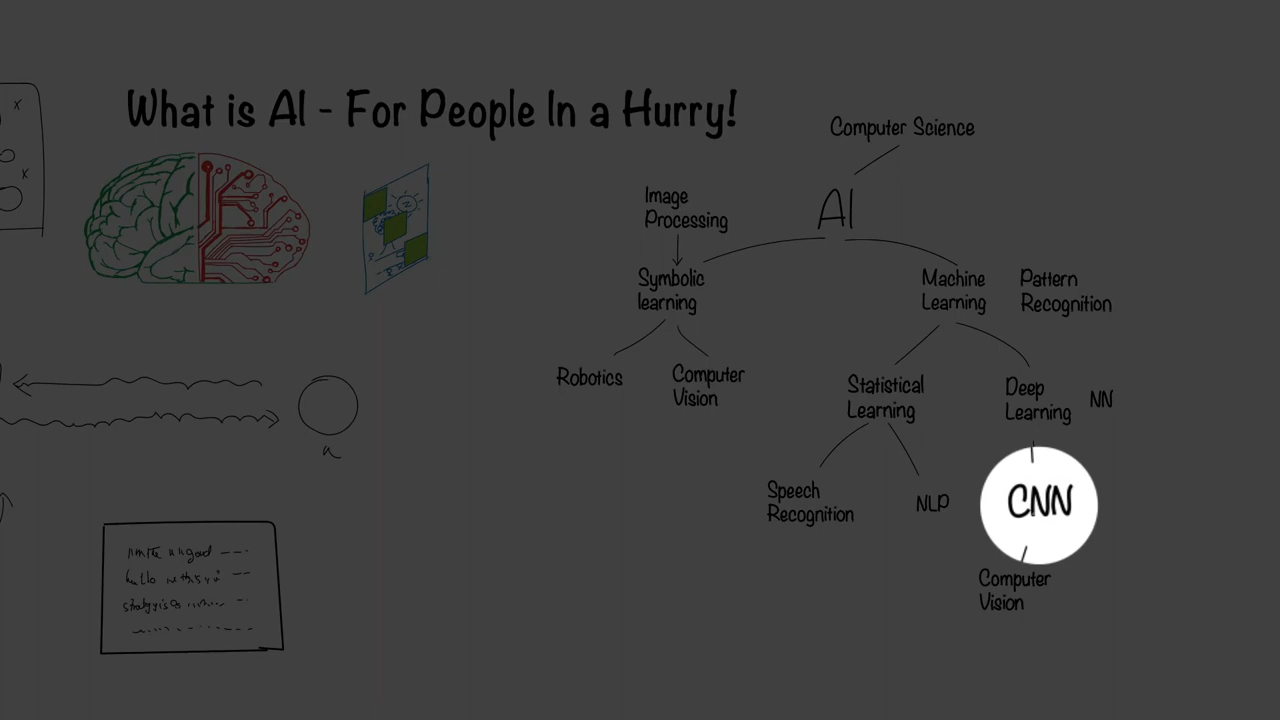 What is AI - For People In a Hurry!
Computer Science
AI
Image
Processing
Symbolic
learning
Machine
Learning
Pattern
Recognition
Robotics
Computer
Vision
Statistical
Learning
Deep
Learning
NN
Speech
Recognition
NLP
CNN
Computer
Vision
x
x